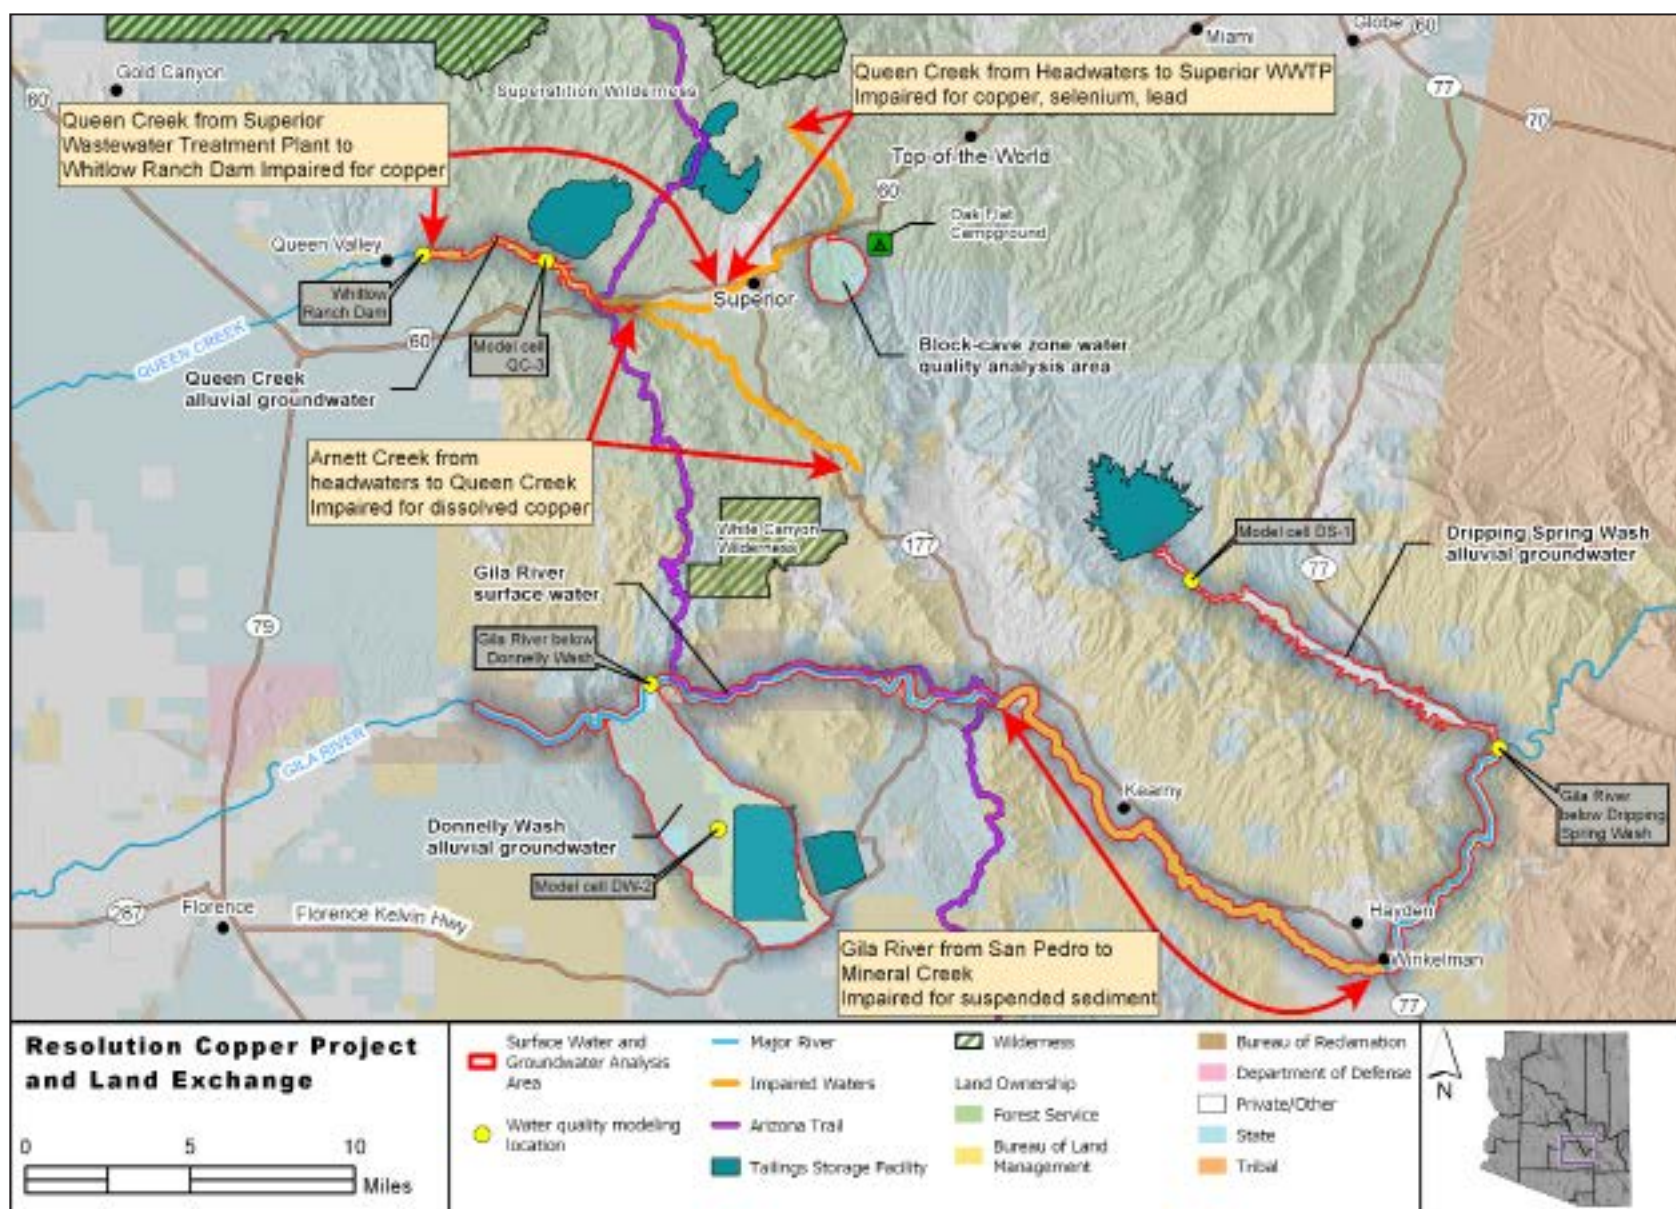 Gold Canyon
Miami
Globe
60
60
77
70
Superstition Wilderness
Queen Creek from Headwaters to Superior WWTP
Impaired for copper, selenium, lead
Queen Creek from Superior
Wastewater Treatment Plant to
Whitlow Ranch Dam Impaired for copper
Top of the World
60
Oak Flat
Campground
Queen Valley
Whitlow
Ranch Dam
Superior
QUEEN CREEK
60
Model cell
QC-3
Block-cave zone water
quality analysis area
Queen Creek
alluvial groundwater
Arnett Creek from
headwaters to Queen Creek
Impaired for dissolved copper
White Canyon
Wilderness
177
Model cell DS-1
Dripping Spring Wash
alluvial groundwater
77
Gila River
surface water
79
Gila River below
Donnelly Wash
GILA RIVER
Kearny
Gila River
below Dripping
Spring Wash
Donnelly Wash
alluvial groundwater
Model cell DW-2
287
Florence
Florence Kelvin Hwy
Hayden
Winkelman
Gila River from San Pedro to
Mineral Creek
Impaired for suspended sediment
77
Resolution Copper Project
and Land Exchange
0 5 10
Miles
Surface Water and
Groundwater Analysis
Area
Water quality modeling
location
Major River
Impaired Waters
Arizona Trail
Tailings Storage Facility
Wilderness
Land Ownership
Forest Service
Bureau of Land
Management
Bureau of Reclamation
Department of Defense
Private/Other
State
Tribal
N